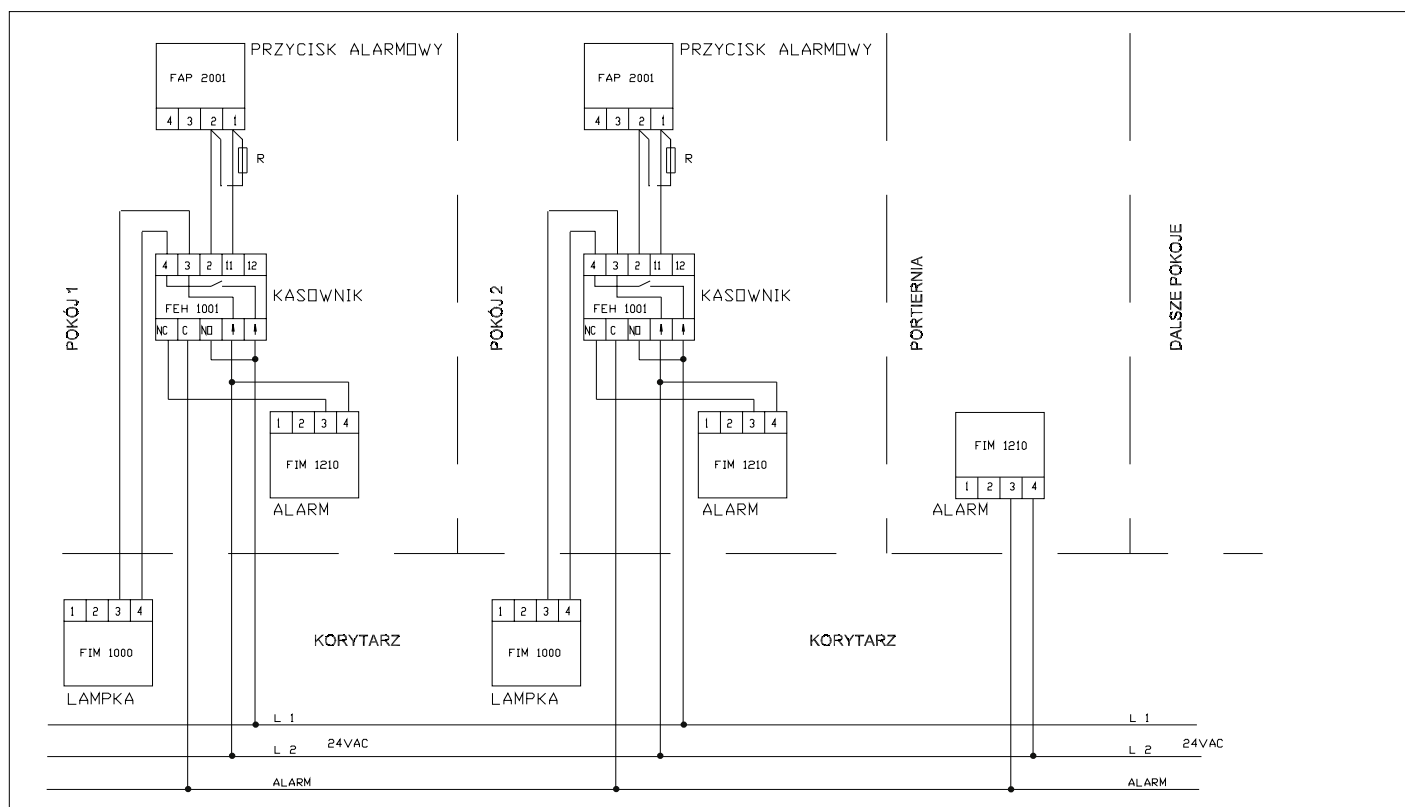 PRZYCISK ALARMOWY
FAP 2001
4 3 2 1
R
4 3 2 11 12
KASOWNIK
FEH 1001
NC C NO
POKÓJ 1
1 2 3 4
FIM 1210
ALARM
1 2 3 4
FIM 1000
LAMPKA
KORYTARZ
PRZYCISK ALARMOWY
FAP 2001
4 3 2 1
R
4 3 2 11 12
KASOWNIK
FEH 1001
NC C NO
POKÓJ 2
1 2 3 4
FIM 1210
ALARM
1 2 3 4
FIM 1000
LAMPKA
KORYTARZ
PORTIERNIA
FIM 1210
1 2 3 4
ALARM
DALSZE POKOJE
L 1
L 1
L 2
24VAC
L 2
24VAC
ALARM
ALARM